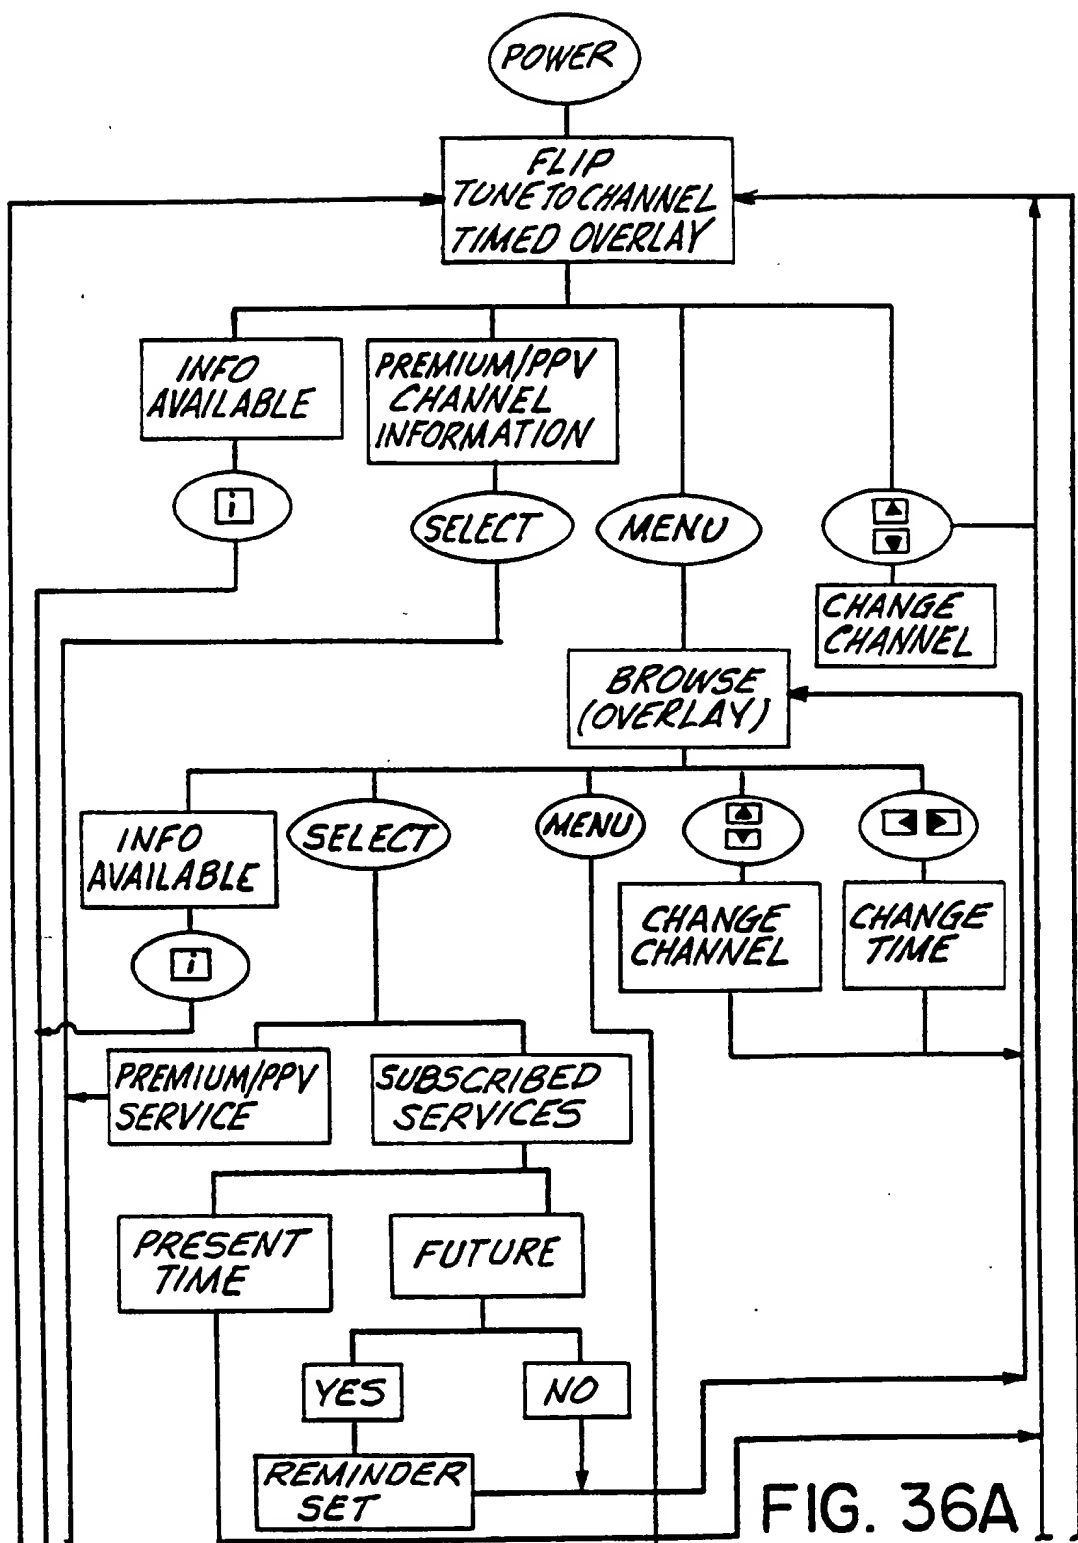 POWER
FLIP
TUNE TO CHANNEL
TIMED OVERLAY
INFO
AVAILABLE
PREMIUM/PPV
CHANNEL
INFORMATION
i
SELECT
MENU
▲
▼
CHANGE
CHANNEL
BROWSE
(OVERLAY)
INFO
AVAILABLE
SELECT
MENU
▲
▼
◀ ▶
CHANGE
CHANNEL
CHANGE
TIME
i
PREMIUM/PPV
SERVICE
SUBSCRIBED
SERVICES
PRESENT
TIME
FUTURE
YES
NO
REMINDER
SET
FIG. 36A